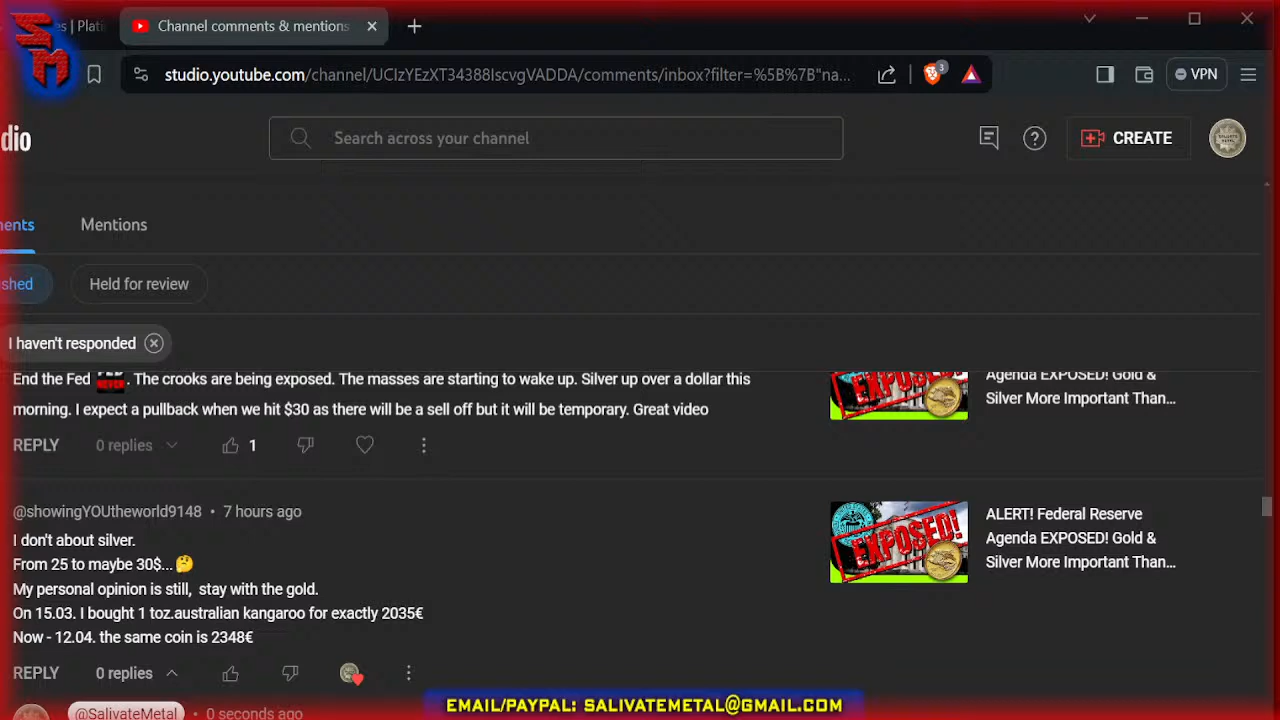 SM
es | Plati
Channel comments & mentions
studio.youtube.com/channel/UCIzYEzXT34388IscvgVADDA/comments/inbox?filter=%5B%7B"na...
3
VPN
dio
Search across your channel
CREATE
ents
Mentions
shed
Held for review
I haven't responded
End the Fed FED NEVER. The crooks are being exposed. The masses are starting to wake up. Silver up over a dollar this
morning. I expect a pullback when we hit $30 as there will be a sell off but it will be temporary. Great video
Agenda EXPOSED! Gold &
Silver More Important Than...
REPLY
0 replies
1
@showingYOUtheworld9148 • 7 hours ago
I don't about silver.
From 25 to maybe 30$...🤔
My personal opinion is still, stay with the gold.
On 15.03. I bought 1 toz.australian kangaroo for exactly 2035€
Now - 12.04. the same coin is 2348€
EXPOSED!
ALERT! Federal Reserve
Agenda EXPOSED! Gold &
Silver More Important Than...
REPLY
0 replies
@SalivateMetal • 0 seconds ago
EMAIL/PAYPAL: SALIVATEMETAL@GMAIL.COM